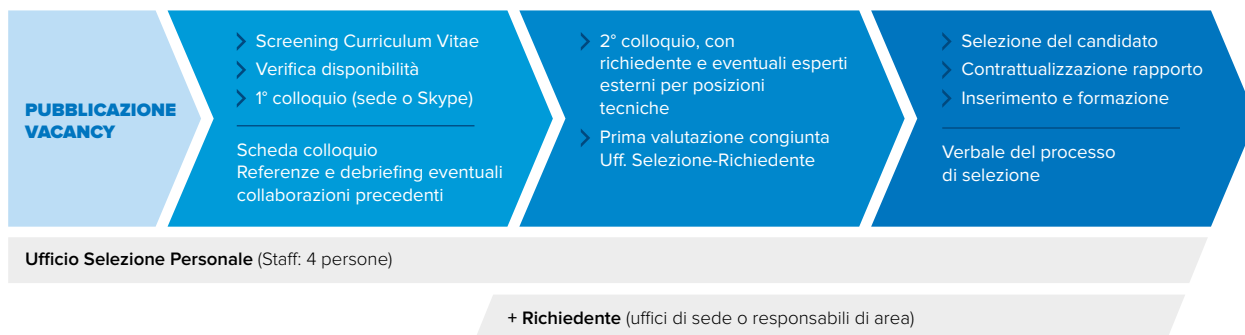 PUBBLICAZIONE
VACANCY
Screening Curriculum Vitae
Verifica disponibilità
1° colloquio (sede o Skype)
Scheda colloquio
Referenze e debriefing eventuali
collaborazioni precedenti
2° colloquio, con
richiedente e eventuali esperti
esterni per posizioni
tecniche
Prima valutazione congiunta
Uff. Selezione-Richiedente
Selezione del candidato
Contrattualizzazione rapporto
Inserimento e formazione
Verbale del processo
di selezione
Ufficio Selezione Personale (Staff: 4 persone)
+ Richiedente (uffici di sede o responsabili di area)